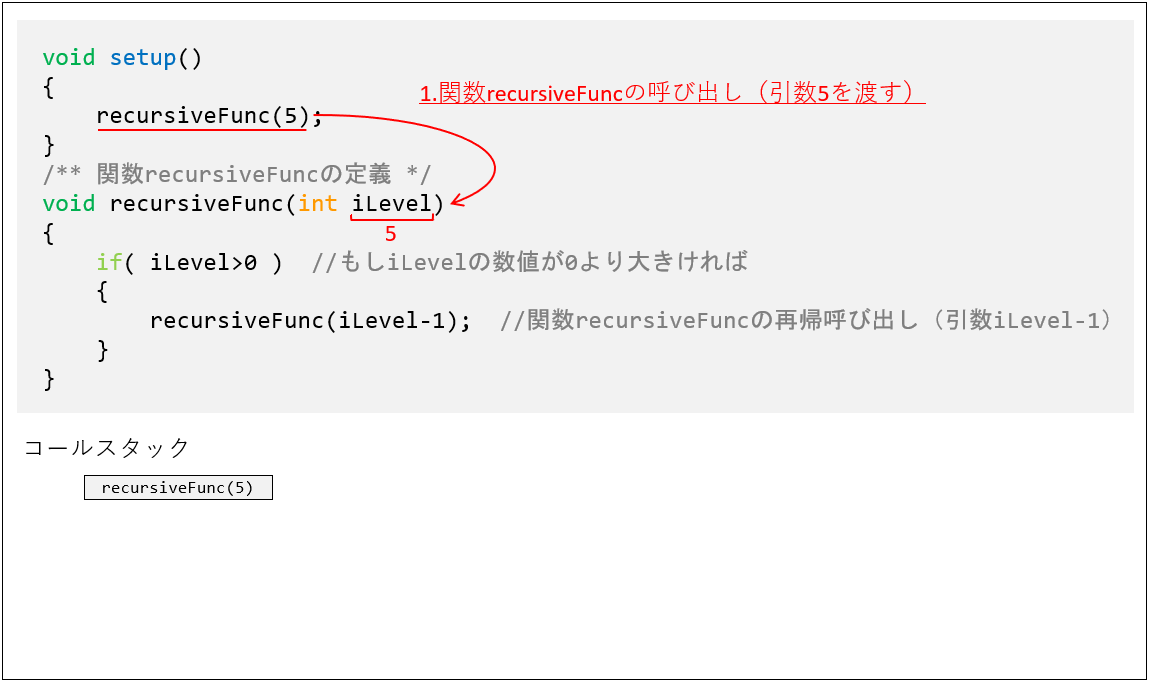 void setup()
{
1.関数recursiveFuncの呼び出し（引数5を渡す）
recursiveFunc(5);
}
/** 関数recursiveFuncの定義 */
void recursiveFunc(int iLevel)
{
5
if( iLevel>0 )  //もしiLevelの数値が0より大きければ
{
recursiveFunc(iLevel-1);  //関数recursiveFuncの再帰呼び出し（引数iLevel-1）
}
}
コールスタック
recursiveFunc(5)